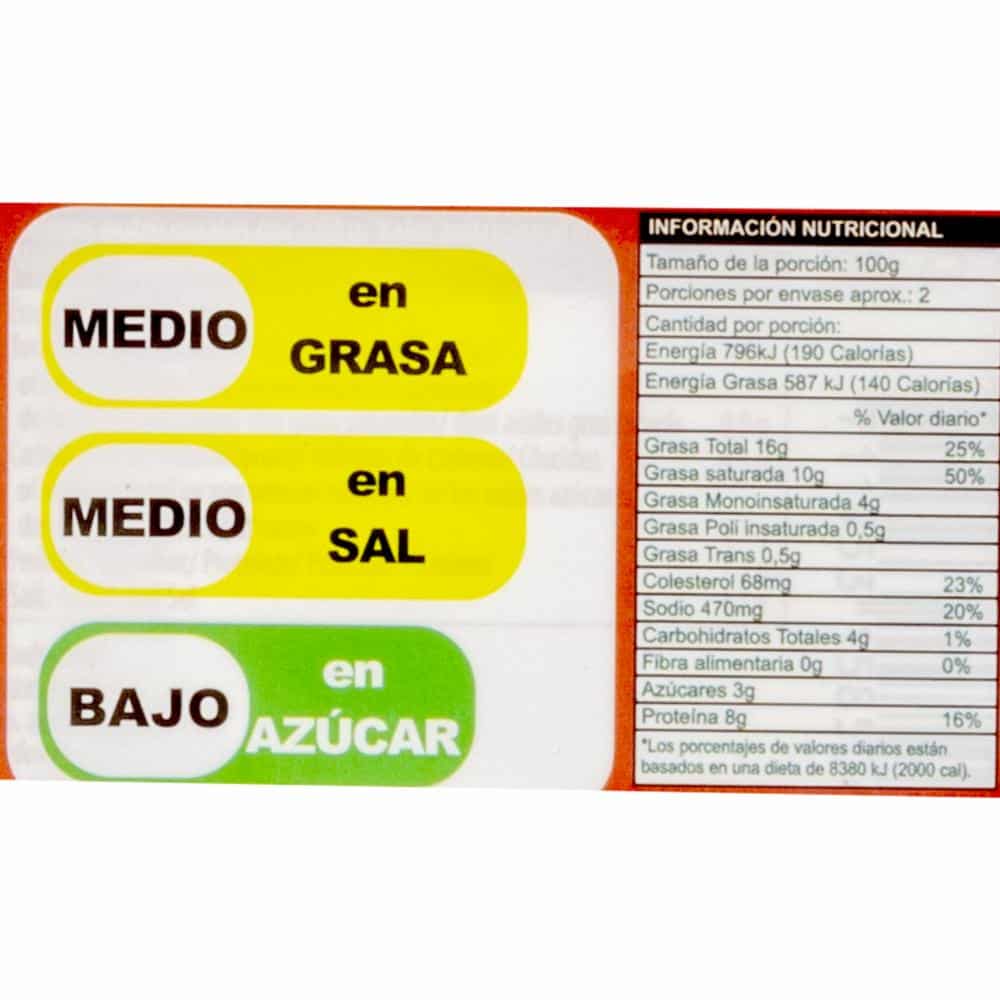 MEDIO
en
GRASA
MEDIO
en
SAL
BAJO
en
AZÚCAR
INFORMACIÓN NUTRICIONAL
Tamaño de la porción: 100g
Porciones por envase aprox.: 2
Cantidad por porción:
Energía 796kJ (190 Calorías)
Energía Grasa 587 kJ (140 Calorías)
% Valor diario*
Grasa Total 16g 25%
Grasa saturada 10g 50%
Grasa Monoinsaturada 4g
Grasa Poli insaturada 0,5g
Grasa Trans 0,5g
Colesterol 68mg 23%
Sodio 470mg 20%
Carbohidratos Totales 4g 1%
Fibra alimentaria 0g 0%
Azúcares 3g
Proteína 8g 16%
*Los porcentajes de valores diarios están
basados en una dieta de 8380 kJ (2000 cal).